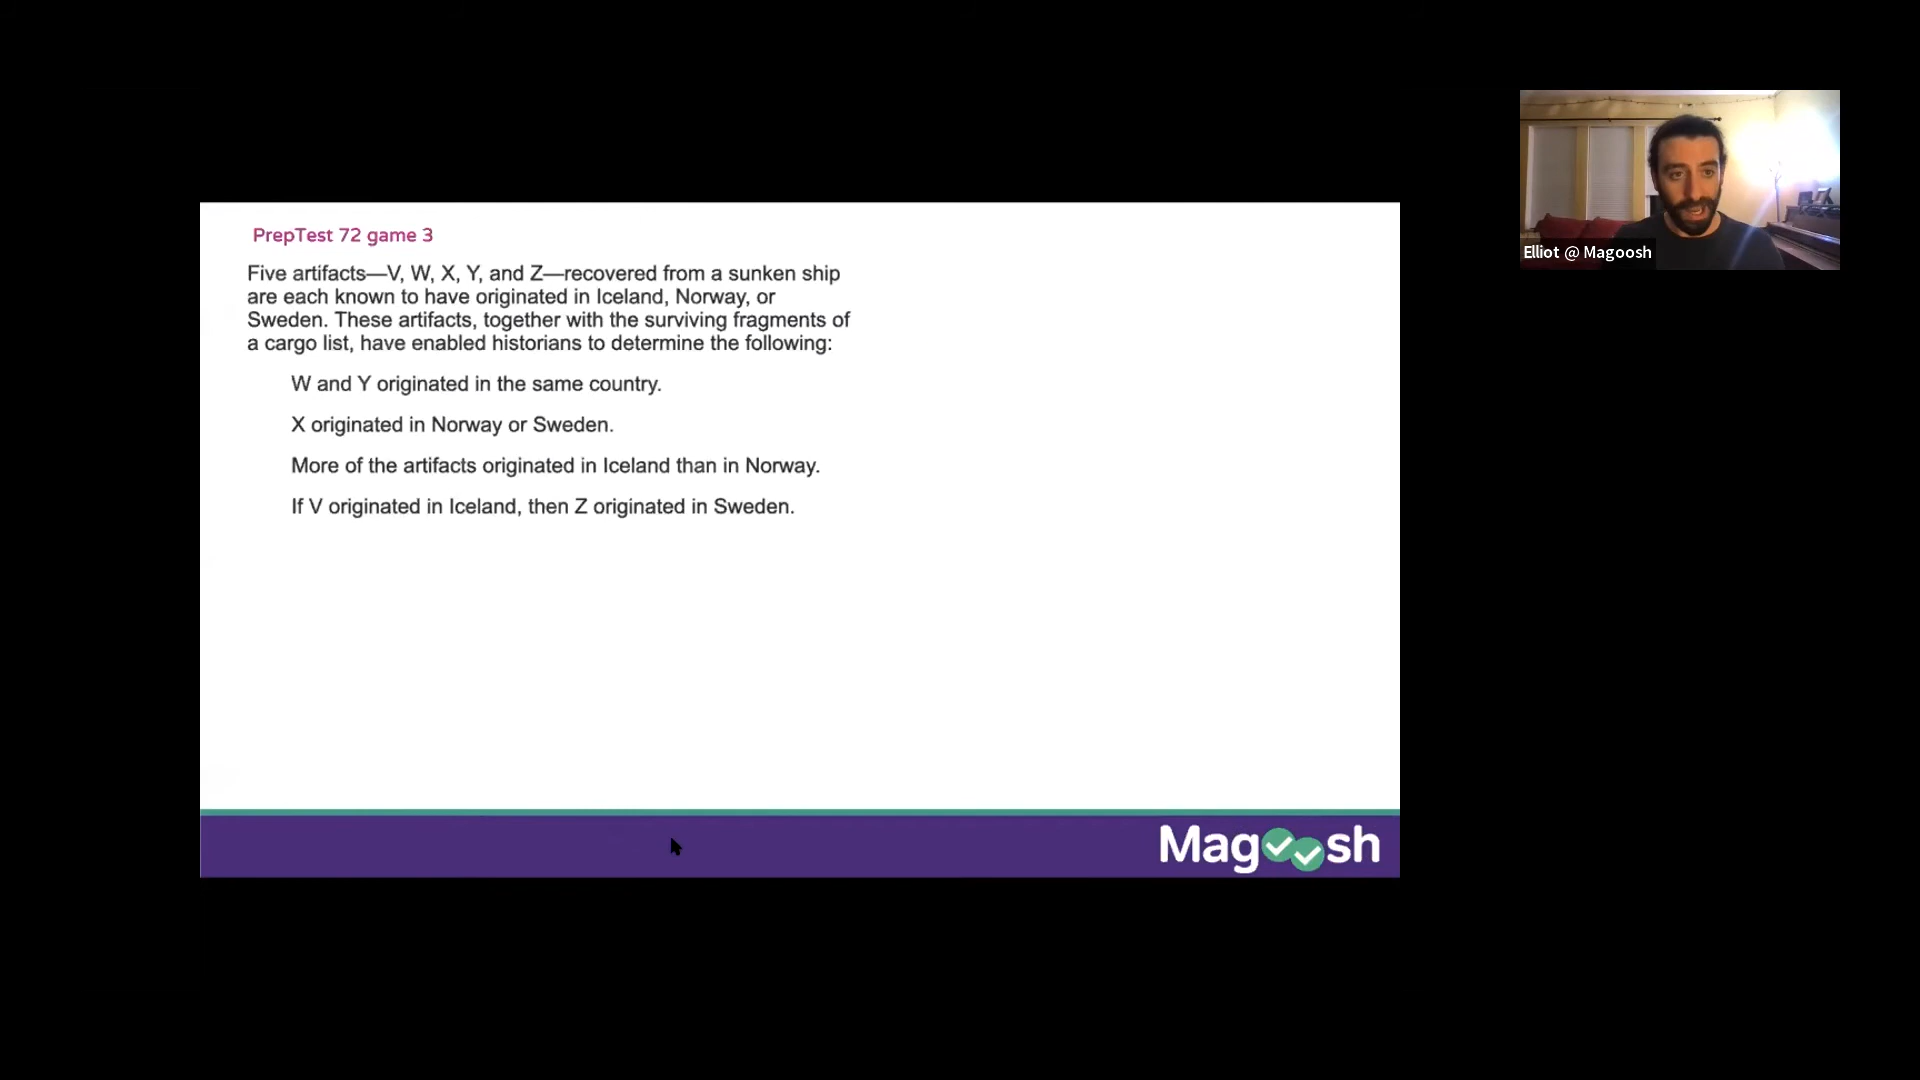 PrepTest 72 game 3
Five artifacts—V, W, X, Y, and Z—recovered from a sunken ship
are each known to have originated in Iceland, Norway, or
Sweden. These artifacts, together with the surviving fragments of
a cargo list, have enabled historians to determine the following:
W and Y originated in the same country.
X originated in Norway or Sweden.
More of the artifacts originated in Iceland than in Norway.
If V originated in Iceland, then Z originated in Sweden.
Magoosh
Elliot @ Magoosh